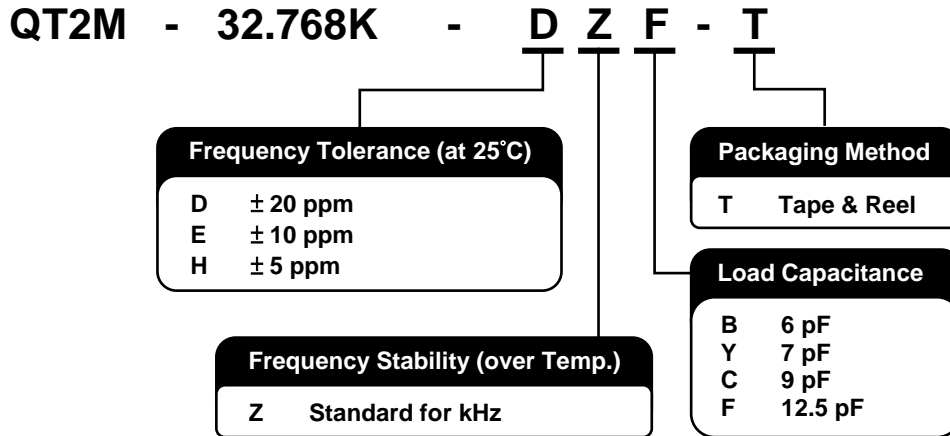 QT2M - 32.768K - D Z F - T
Frequency Tolerance (at 25˚C)
D ± 20 ppm
E ± 10 ppm
H ± 5 ppm
Packaging Method
T Tape & Reel
Load Capacitance
B 6 pF
Y 7 pF
C 9 pF
F 12.5 pF
Frequency Stability (over Temp.)
Z Standard for kHz